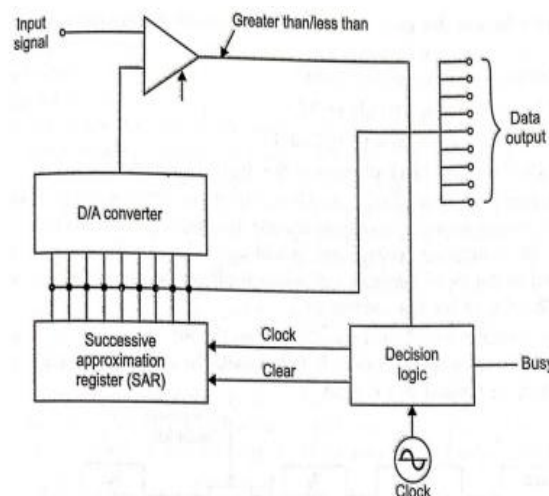 Greater than/less than
Input
signal
Data
output
D/A converter
Successive
approximation
register (SAR)
Clock
Clear
Decision
logic
Busy
Clock